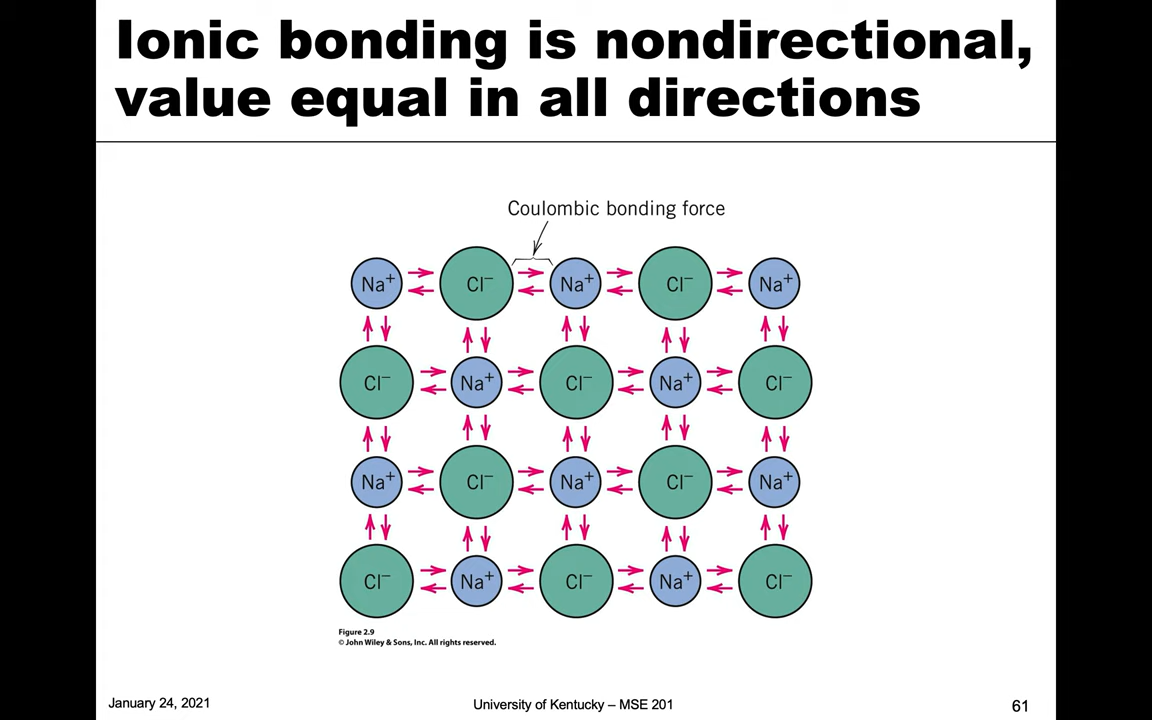 Ionic bonding is nondirectional,
value equal in all directions
Coulombic bonding force
Na⁺ Cl⁻ Na⁺ Cl⁻ Na⁺
Cl⁻ Na⁺ Cl⁻ Na⁺ Cl⁻
Na⁺ Cl⁻ Na⁺ Cl⁻ Na⁺
Cl⁻ Na⁺ Cl⁻ Na⁺ Cl⁻
Figure 2.9
© John Wiley & Sons, Inc. All rights reserved.
January 24, 2021 University of Kentucky – MSE 201 61